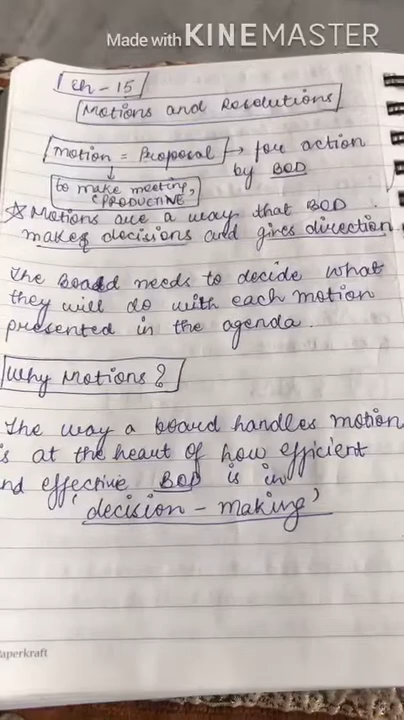 Made with KINEMASTER
Ch - 15
Motions and Resolutions
Motion = Proposal → for action
by BOD
to make meeting,
PRODUCTIVE
Motions are a way that BOD
makes decisions and gives direction.
The Board needs to decide what
they will do with each motion
presented in the agenda.
Why Motions?
The way a board handles motion
is at the heart of how efficient
and effective BOD is in
'decision - making'
aperkraft